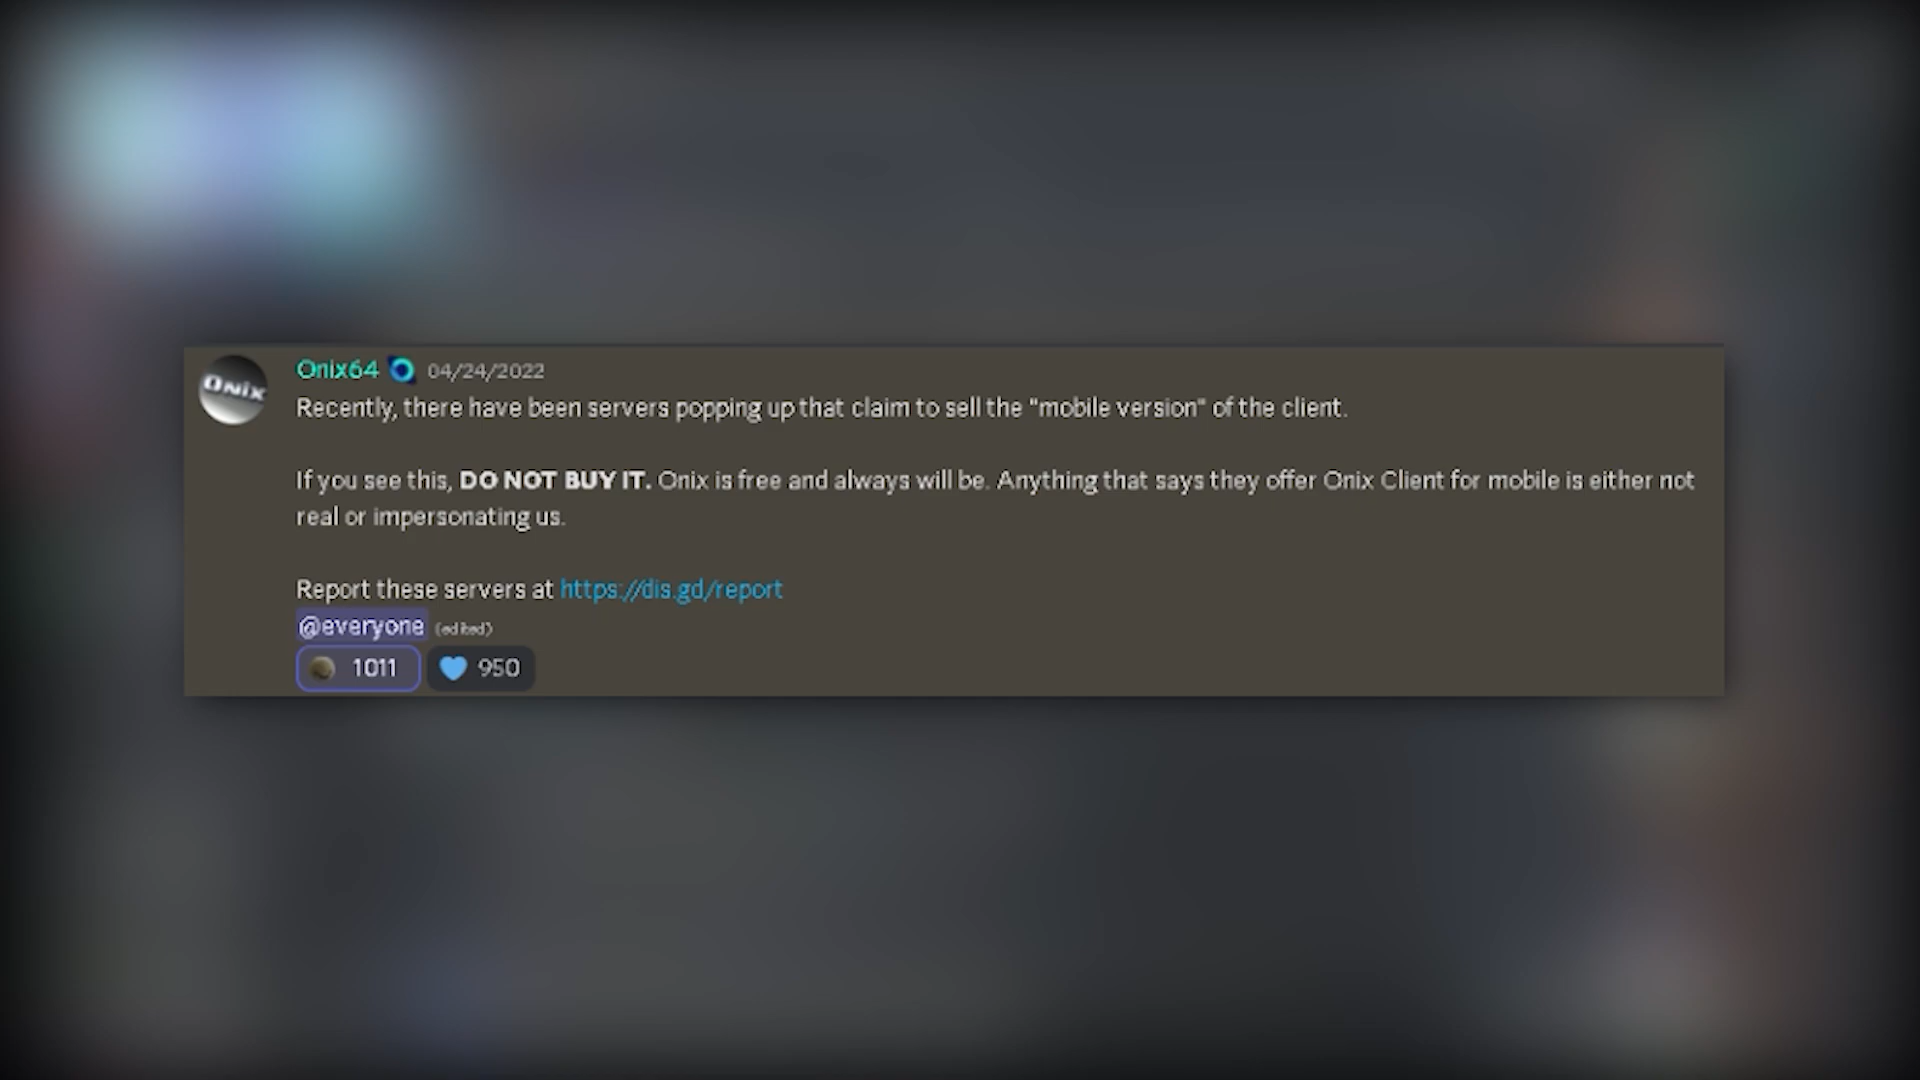 Onix
Onix64 04/24/2022
Recently, there have been servers popping up that claim to sell the "mobile version" of the client.
If you see this, DO NOT BUY IT. Onix is free and always will be. Anything that says they offer Onix Client for mobile is either not
real or impersonating us.
Report these servers at https://dis.gd/report
@everyone (edited)
1011 950